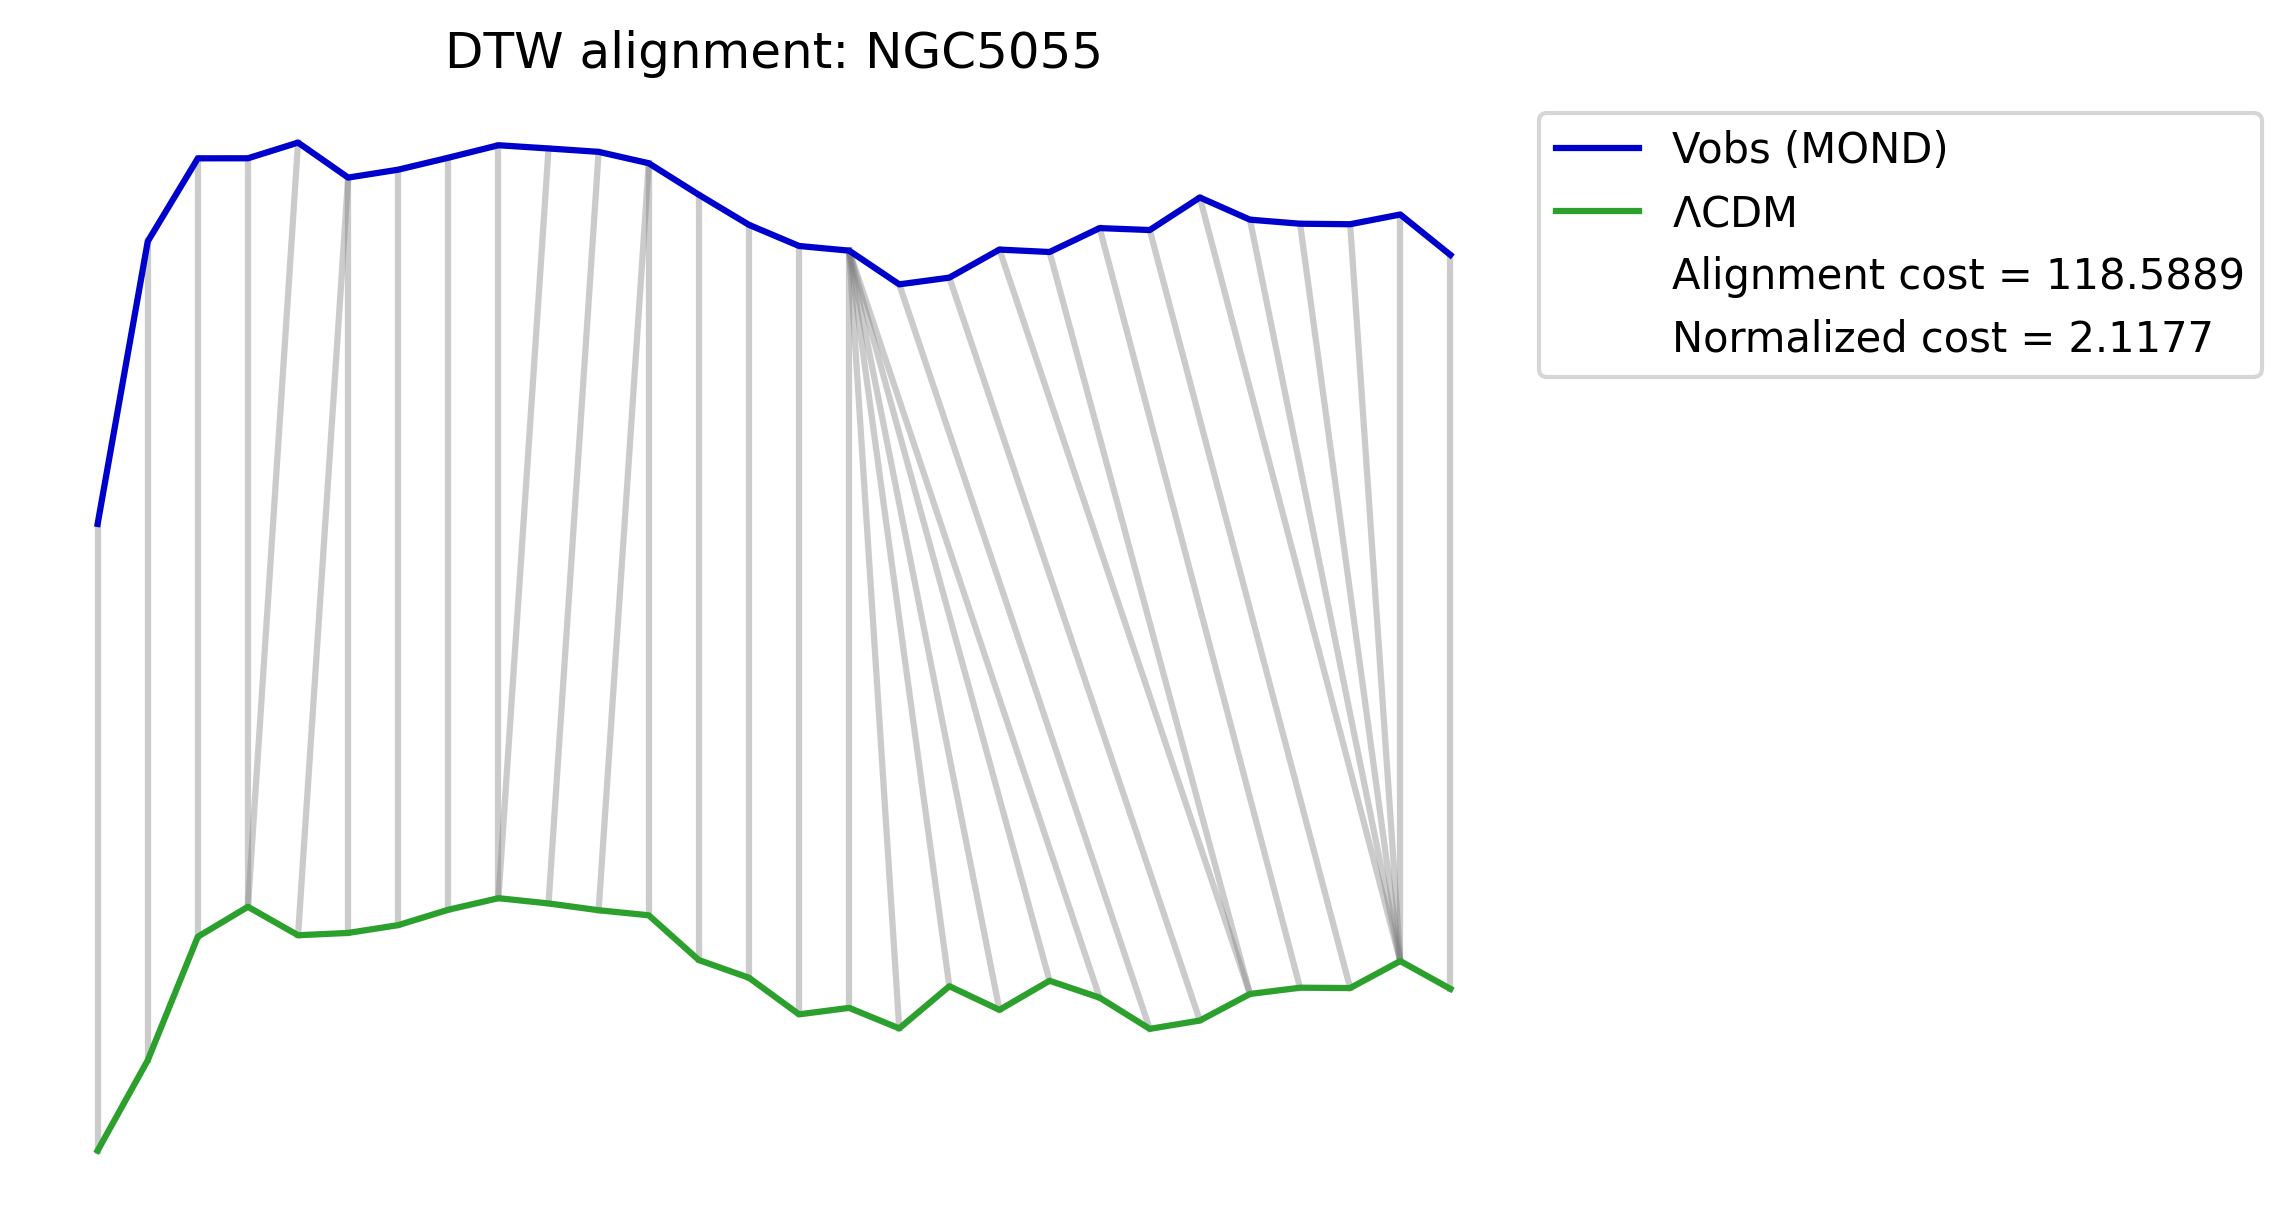 DTW alignment: NGC5055
Vobs (MOND)
ΛCDM
Alignment cost = 118.5889
Normalized cost = 2.1177